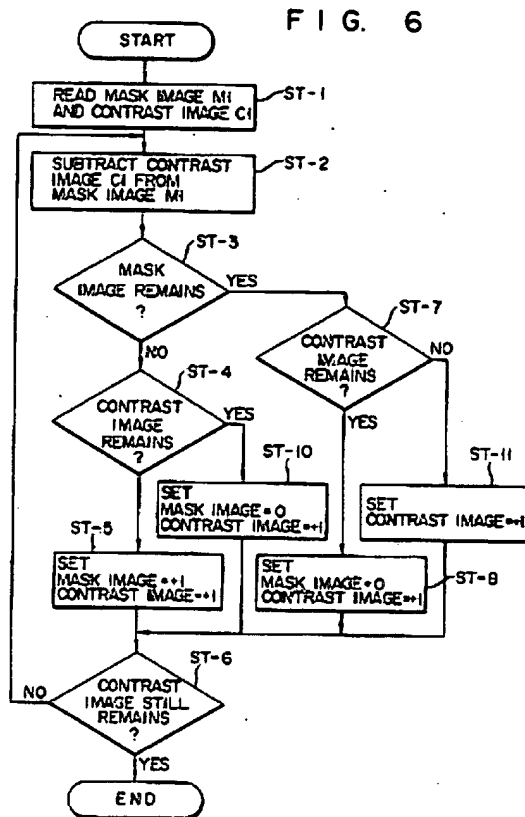 FIG. 6
START
READ MASK IMAGE Mi
AND CONTRAST IMAGE Ci
ST-1
SUBTRACT CONTRAST
IMAGE Ci FROM
MASK IMAGE Mi
ST-2
ST-3
MASK
IMAGE REMAINS
?
YES
NO
ST-7
CONTRAST
IMAGE
REMAINS
?
NO
YES
ST-4
CONTRAST
IMAGE
REMAINS
?
YES
ST-10
SET
MASK IMAGE=0
CONTRAST IMAGE=+1
ST-11
SET
CONTRAST IMAGE=+1
ST-5
SET
MASK IMAGE=+1
CONTRAST IMAGE=+1
SET
MASK IMAGE=0
CONTRAST IMAGE=+1
ST-8
ST-6
CONTRAST
IMAGE STILL
REMAINS
?
NO
YES
END